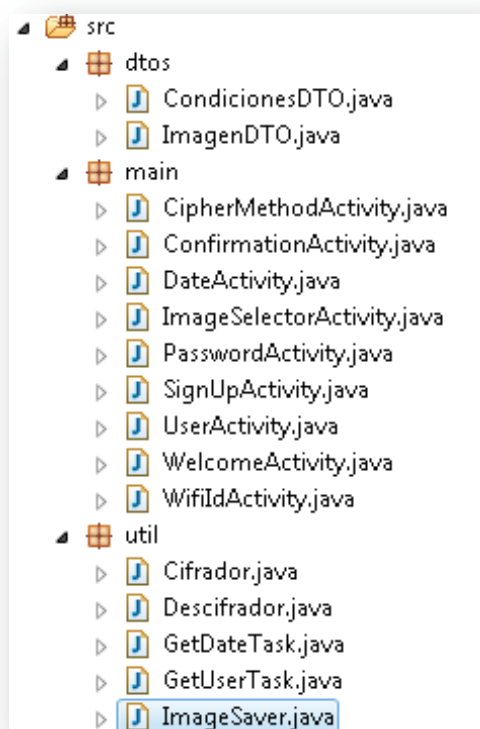 src
dtos
CondicionesDTO.java
ImagenDTO.java
main
CipherMethodActivity.java
ConfirmationActivity.java
DateActivity.java
ImageSelectorActivity.java
PasswordActivity.java
SignUpActivity.java
UserActivity.java
WelcomeActivity.java
WifiIdActivity.java
util
Cifrador.java
Descifrador.java
GetDateTask.java
GetUserTask.java
ImageSaver.java